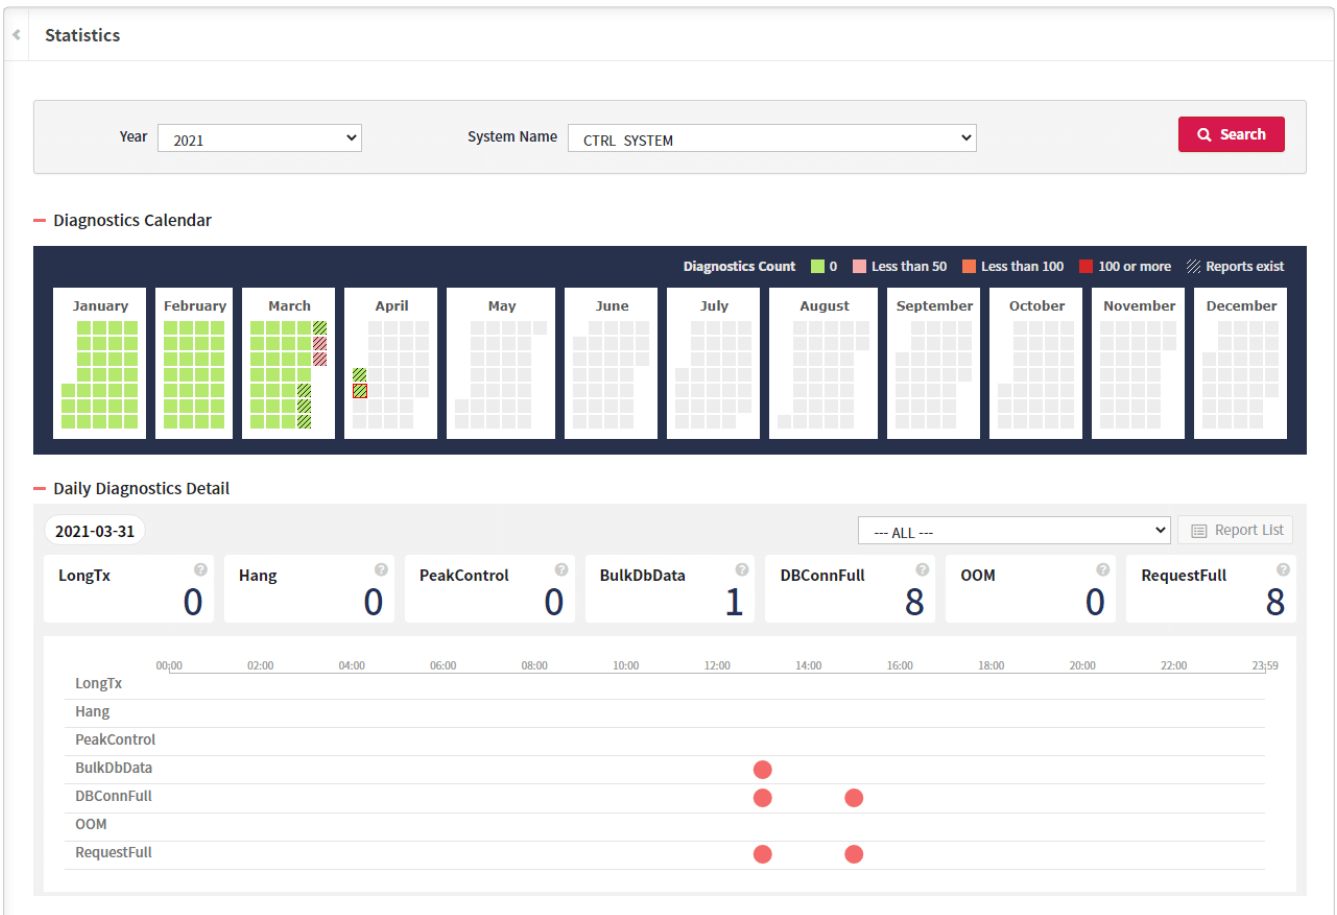 Statistics
Year 2021 System Name CTRL SYSTEM Search
Diagnostics Calendar
Diagnostics Count 0 Less than 50 Less than 100 100 or more Reports exist
January February March April May June July August September October November December
Daily Diagnostics Detail
2021-03-31 --- ALL --- Report List
LongTx ? Hang ? PeakControl ? BulkDbData ? DBConnFull ? OOM ? RequestFull ?
0 0 0 1 8 0 8
00:00 02:00 04:00 06:00 08:00 10:00 12:00 14:00 16:00 18:00 20:00 22:00 23:59
LongTx
Hang
PeakControl
BulkDbData
DBConnFull
OOM
RequestFull